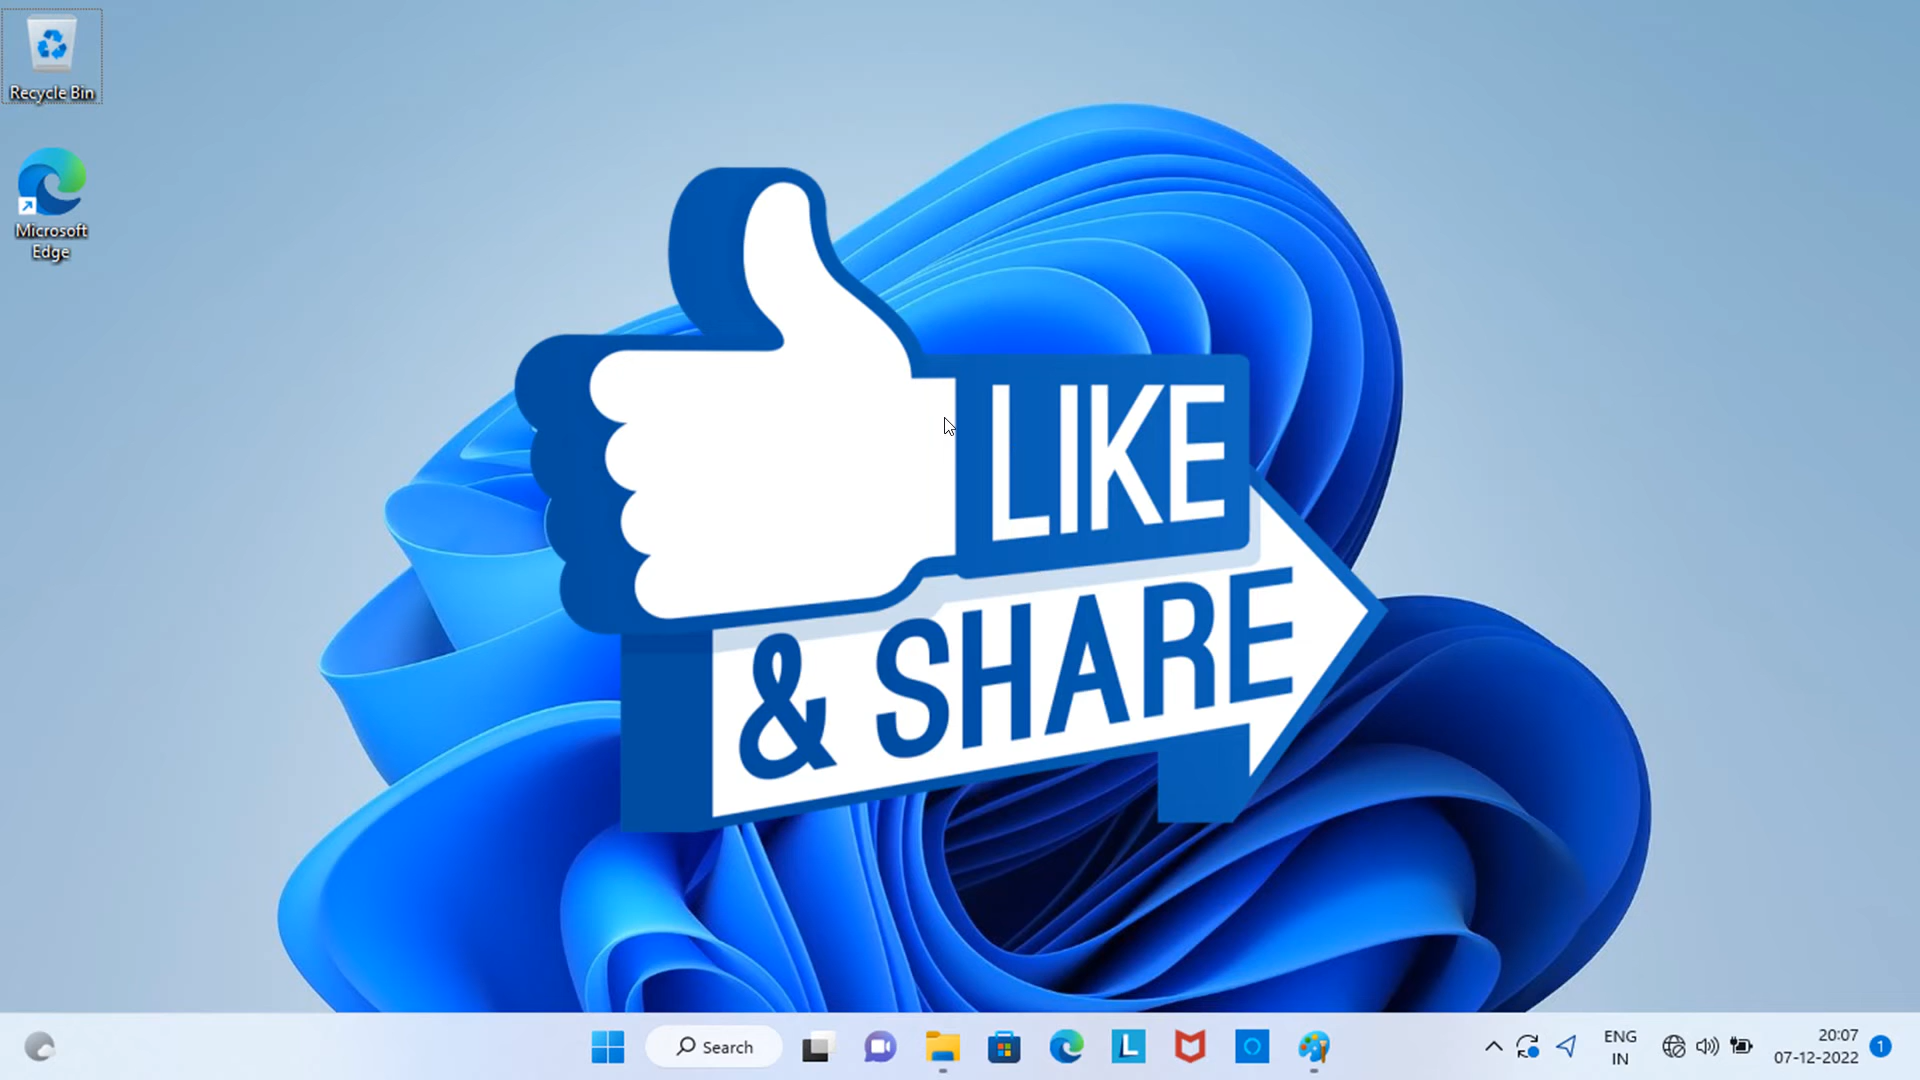 Recycle Bin
Microsoft
Edge
LIKE
& SHARE
Search
L
ENG
IN
20:07
07-12-2022
1